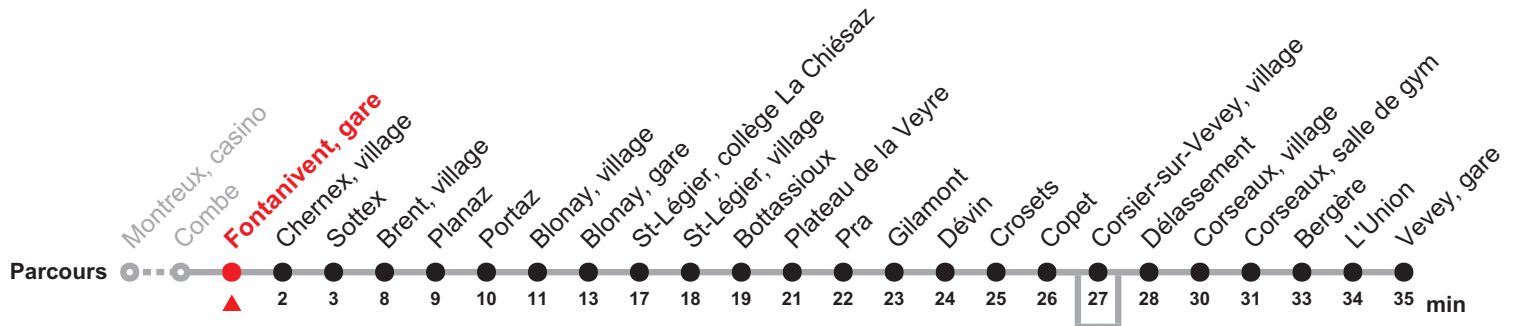 Montreux, casino
Combe
Fontanivent, gare
Chernex, village
Sottex
Brent, village
Planaz
Portaz
Blonay, village
Blonay, gare
St-Légier, collège La Chiésaz
St-Légier, village
Bottassioux
Plateau de la Veyre
Pra
Gilamont
Dévin
Crosets
Copet
Corsier-sur-Vevey, village
Délassement
Corseaux, village
Corseaux, salle de gym
Bergère
L'Union
Vevey, gare
Parcours
2 3 8 9 10 11 13 17 18 19 21 22 23 24 25 26 27 28 30 31 33 34 35 min